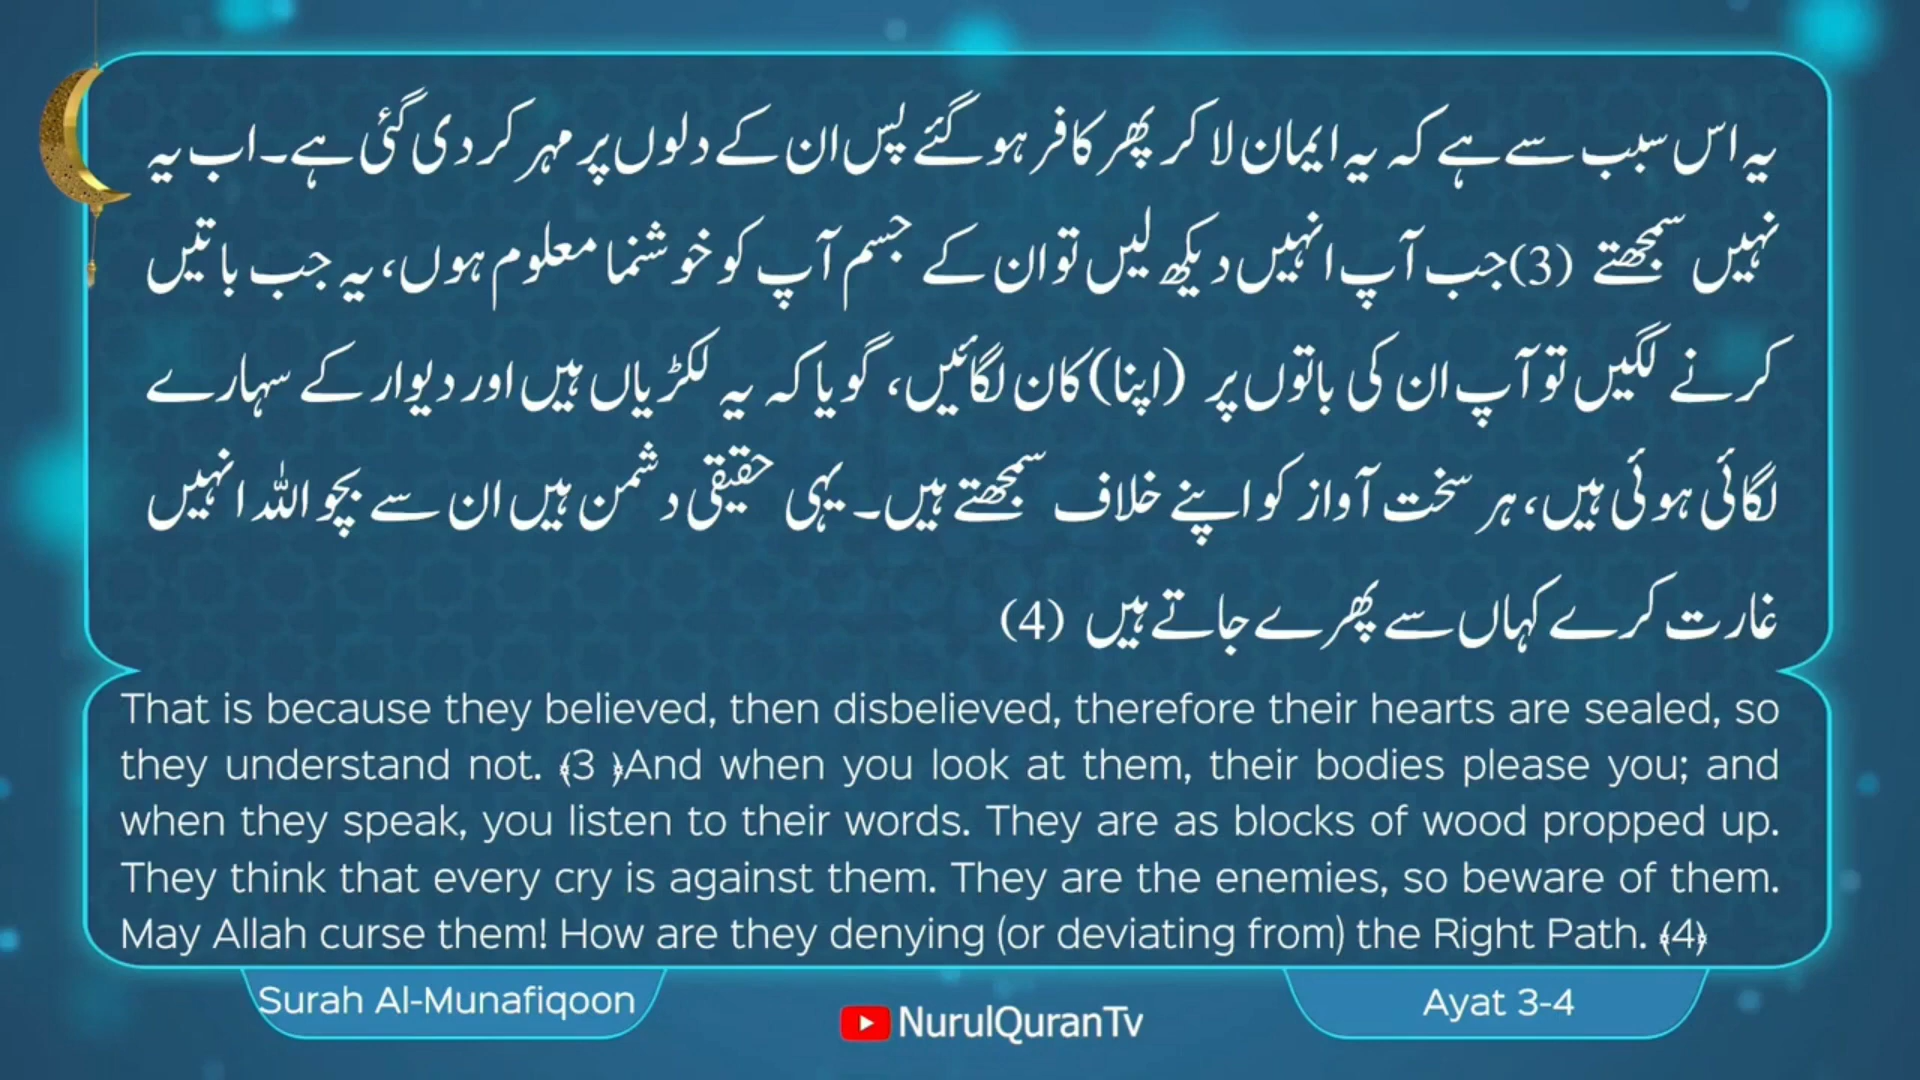 یہ اس سبب سے ہے کہ یہ ایمان لا کر پھر کافر ہو گئے پس ان کے دلوں پر مہر کر دی گئی ہے۔ اب یہ
نہیں سمجھتے (3) جب آپ انہیں دیکھ لیں تو ان کے جسم آپ کو خوشنما معلوم ہوں، یہ جب باتیں
کرنے لگیں تو آپ ان کی باتوں پر (اپنا) کان لگائیں، گویا کہ یہ لکڑیاں ہیں اور دیوار کے سہارے
لگائی ہوئی ہیں، ہر سخت آواز کو اپنے خلاف سمجھتے ہیں۔ یہی حقیقی دشمن ہیں ان سے بچو اللہ انہیں
غارت کرے کہاں سے پھرے جاتے ہیں (4)
That is because they believed, then disbelieved, therefore their hearts are sealed, so
they understand not. ﴾3 ﴿And when you look at them, their bodies please you; and
when they speak, you listen to their words. They are as blocks of wood propped up.
They think that every cry is against them. They are the enemies, so beware of them.
May Allah curse them! How are they denying (or deviating from) the Right Path. ﴾4﴿
Surah Al-Munafiqoon
NurulQuranTv
Ayat 3-4